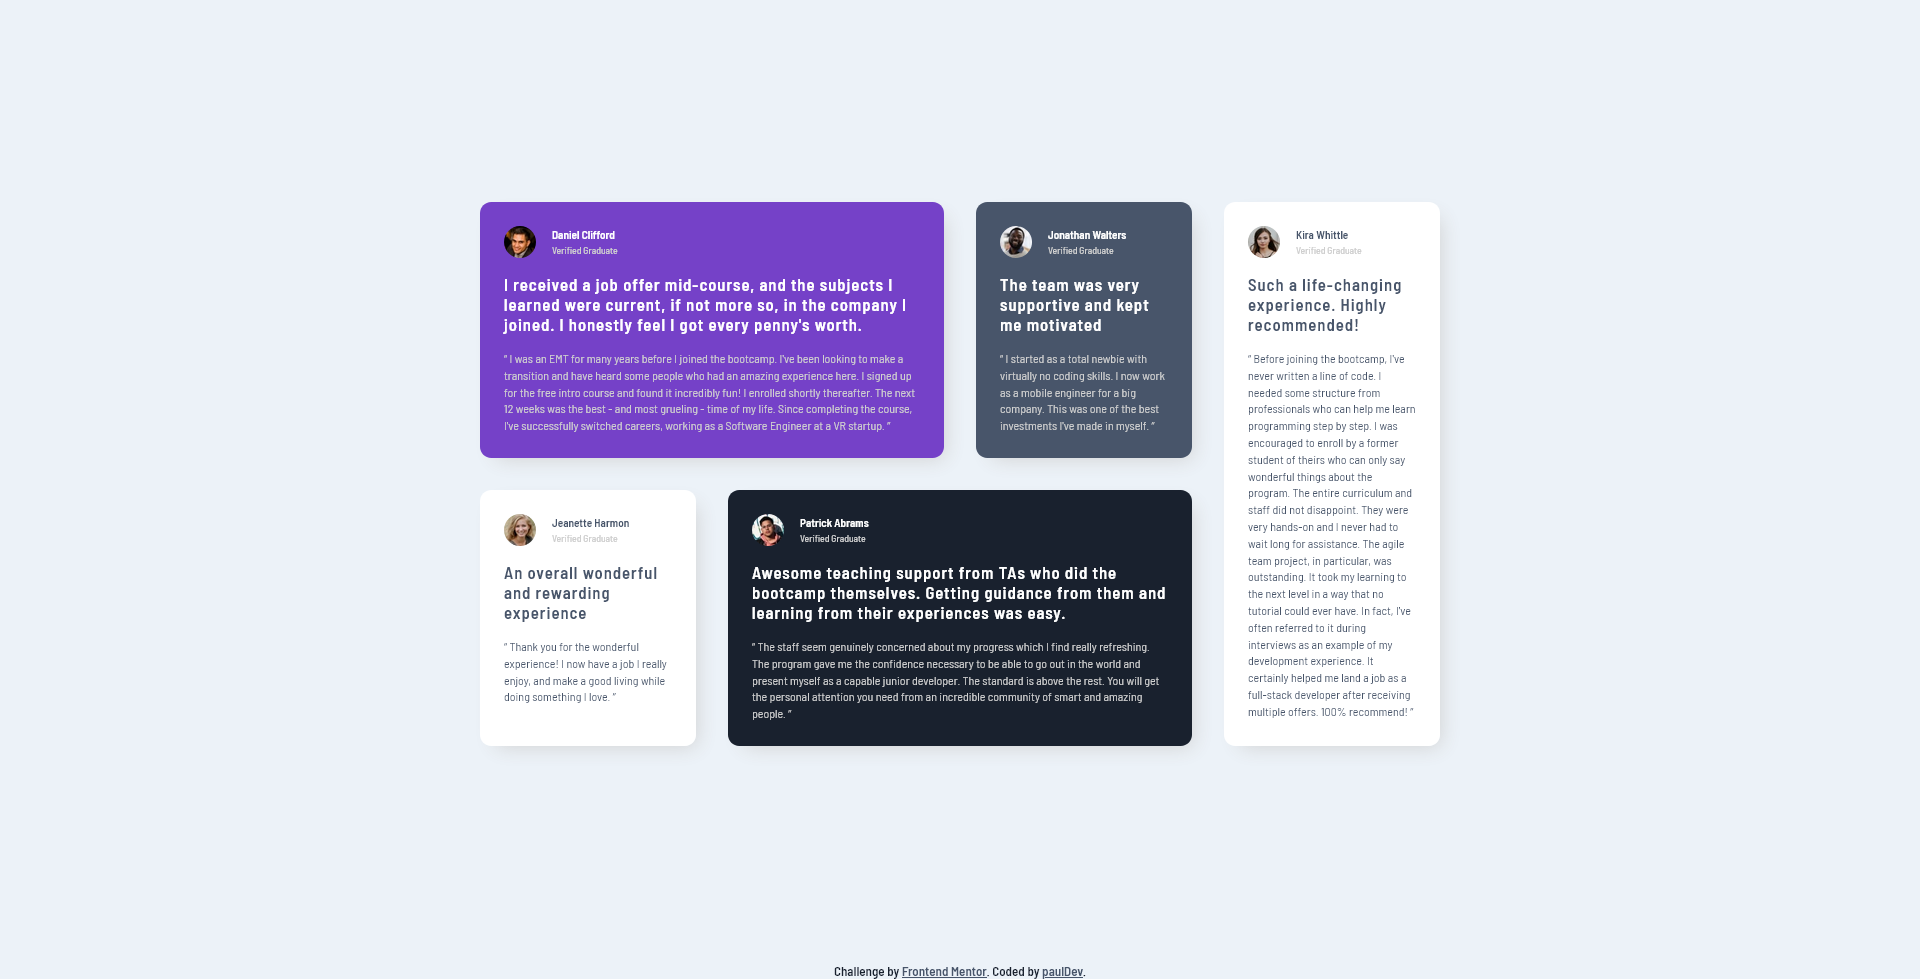 Daniel Clifford
Verified Graduate
I received a job offer mid-course, and the subjects I
learned were current, if not more so, in the company I
joined. I honestly feel I got every penny's worth.
" I was an EMT for many years before I joined the bootcamp. I've been looking to make a
transition and have heard some people who had an amazing experience here. I signed up
for the free intro course and found it incredibly fun! I enrolled shortly thereafter. The next
12 weeks was the best - and most grueling - time of my life. Since completing the course,
I've successfully switched careers, working as a Software Engineer at a VR startup. "
Jonathan Walters
Verified Graduate
The team was very
supportive and kept
me motivated
" I started as a total newbie with
virtually no coding skills. I now work
as a mobile engineer for a big
company. This was one of the best
investments I've made in myself. "
Kira Whittle
Verified Graduate
Such a life-changing
experience. Highly
recommended!
" Before joining the bootcamp, I've
never written a line of code. I
needed some structure from
professionals who can help me learn
programming step by step. I was
encouraged to enroll by a former
student of theirs who can only say
wonderful things about the
program. The entire curriculum and
staff did not disappoint. They were
very hands-on and I never had to
wait long for assistance. The agile
team project, in particular, was
outstanding. It took my learning to
the next level in a way that no
tutorial could ever have. In fact, I've
often referred to it during
interviews as an example of my
development experience. It
certainly helped me land a job as a
full-stack developer after receiving
multiple offers. 100% recommend! "
Jeanette Harmon
Verified Graduate
An overall wonderful
and rewarding
experience
" Thank you for the wonderful
experience! I now have a job I really
enjoy, and make a good living while
doing something I love. "
Patrick Abrams
Verified Graduate
Awesome teaching support from TAs who did the
bootcamp themselves. Getting guidance from them and
learning from their experiences was easy.
" The staff seem genuinely concerned about my progress which I find really refreshing.
The program gave me the confidence necessary to be able to go out in the world and
present myself as a capable junior developer. The standard is above the rest. You will get
the personal attention you need from an incredible community of smart and amazing
people. "
Challenge by Frontend Mentor. Coded by paulDev.